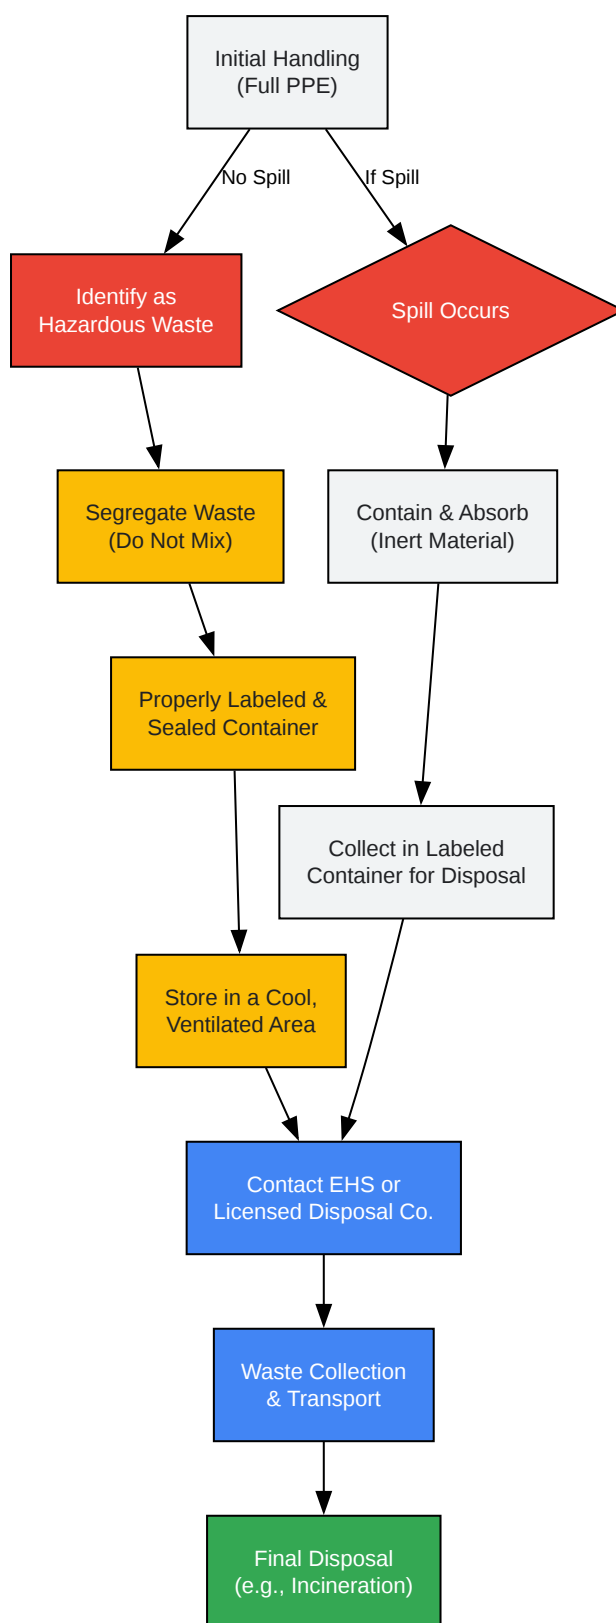 Initial Handling
(Full PPE)
No Spill
If Spill
Identify as
Hazardous Waste
Spill Occurs
Segregate Waste
(Do Not Mix)
Contain & Absorb
(Inert Material)
Properly Labeled &
Sealed Container
Collect in Labeled
Container for Disposal
Store in a Cool,
Ventilated Area
Contact EHS or
Licensed Disposal Co.
Waste Collection
& Transport
Final Disposal
(e.g., Incineration)